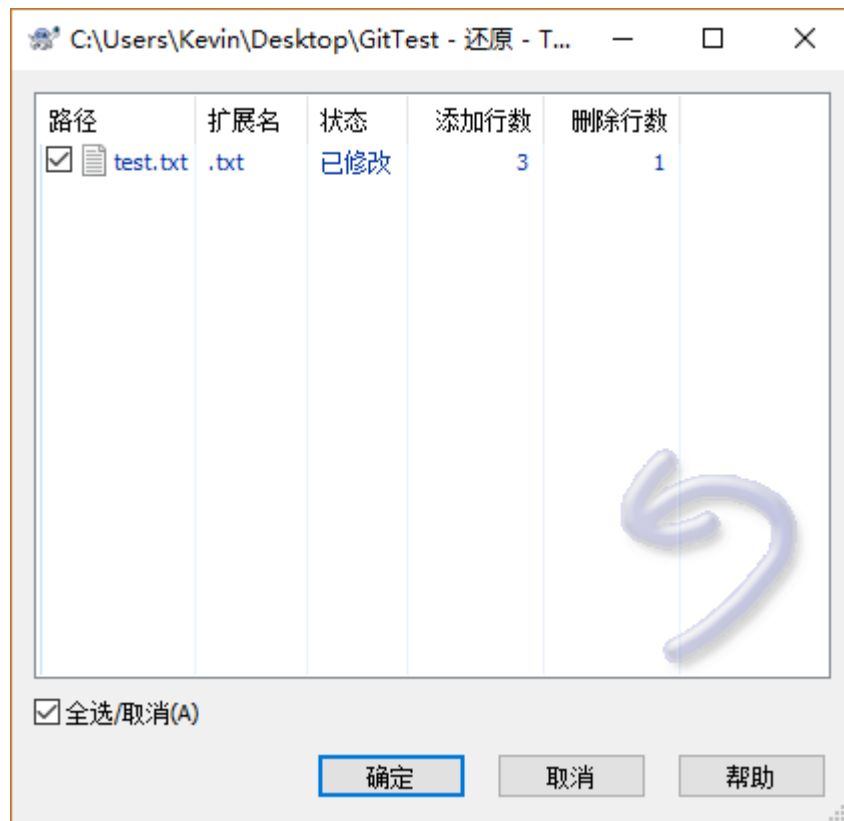 C:\Users\Kevin\Desktop\GitTest - 还原 - T...
路径 扩展名 状态 添加行数 删除行数
test.txt .txt 已修改 3 1
全选/取消(A)
确定 取消 帮助